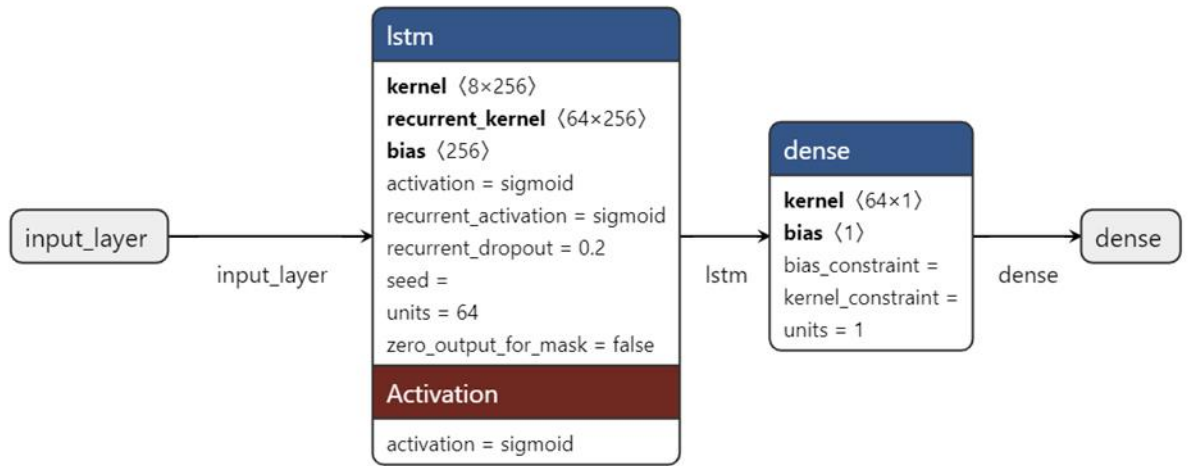 input_layer
input_layer
lstm
kernel 〈8×256〉
recurrent_kernel 〈64×256〉
bias 〈256〉
activation = sigmoid
recurrent_activation = sigmoid
recurrent_dropout = 0.2
seed =
units = 64
zero_output_for_mask = false
Activation
activation = sigmoid
lstm
dense
kernel 〈64×1〉
bias 〈1〉
bias_constraint =
kernel_constraint =
units = 1
dense
dense